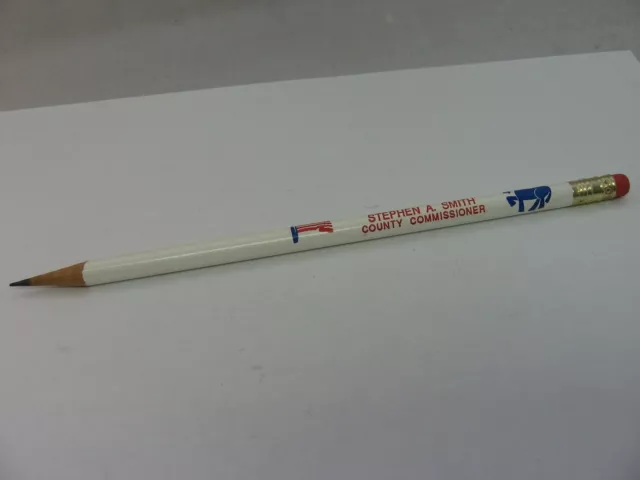 STEPHEN A. SMITH
COUNTY COMMISSIONER